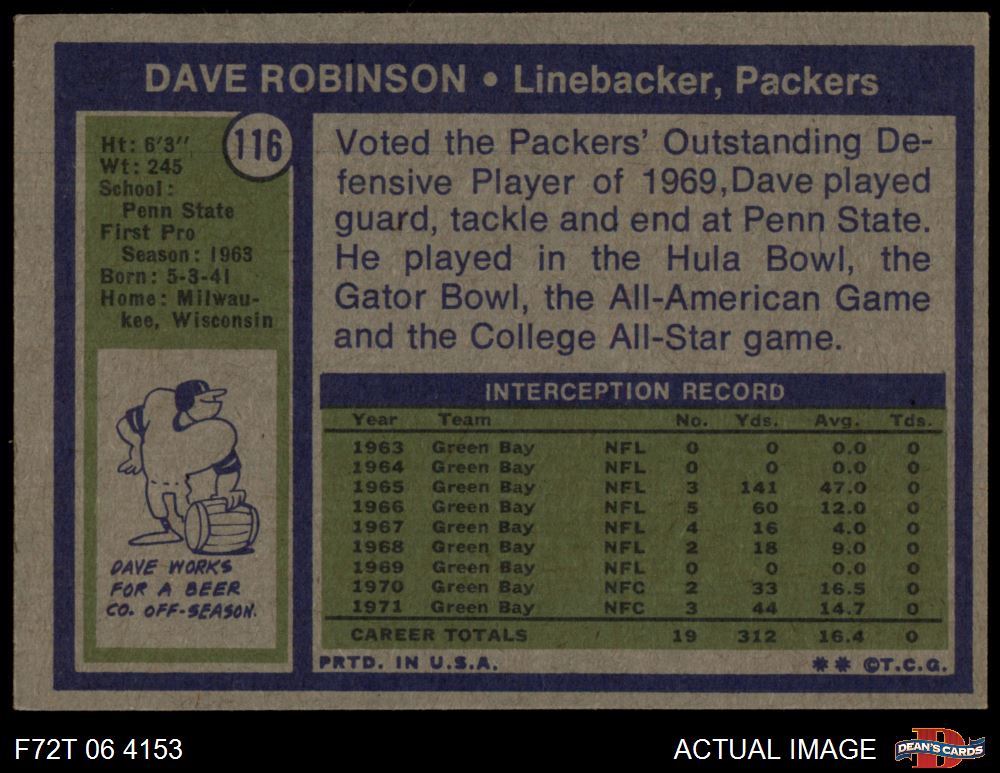 DAVE ROBINSON • Linebacker, Packers
116
Ht: 6'3''
Wt: 245
School:
Penn State
First Pro
Season: 1963
Born: 5-3-41
Home: Milwau-
kee, Wisconsin
DAVE WORKS
FOR A BEER
CO. OFF-SEASON.
Voted the Packers' Outstanding De-
fensive Player of 1969,Dave played
guard, tackle and end at Penn State.
He played in the Hula Bowl, the
Gator Bowl, the All-American Game
and the College All-Star game.
INTERCEPTION RECORD
Year Team No. Yds. Avg. Tds.
1963 Green Bay NFL 0 0 0.0 0
1964 Green Bay NFL 0 0 0.0 0
1965 Green Bay NFL 3 141 47.0 0
1966 Green Bay NFL 5 60 12.0 0
1967 Green Bay NFL 4 16 4.0 0
1968 Green Bay NFL 2 18 9.0 0
1969 Green Bay NFL 0 0 0.0 0
1970 Green Bay NFC 2 33 16.5 0
1971 Green Bay NFC 3 44 14.7 0
CAREER TOTALS 19 312 16.4 0
PRTD. IN U.S.A. ** ©T.C.G.
F72T 06 4153
ACTUAL IMAGE
D
DEAN'S CARDS